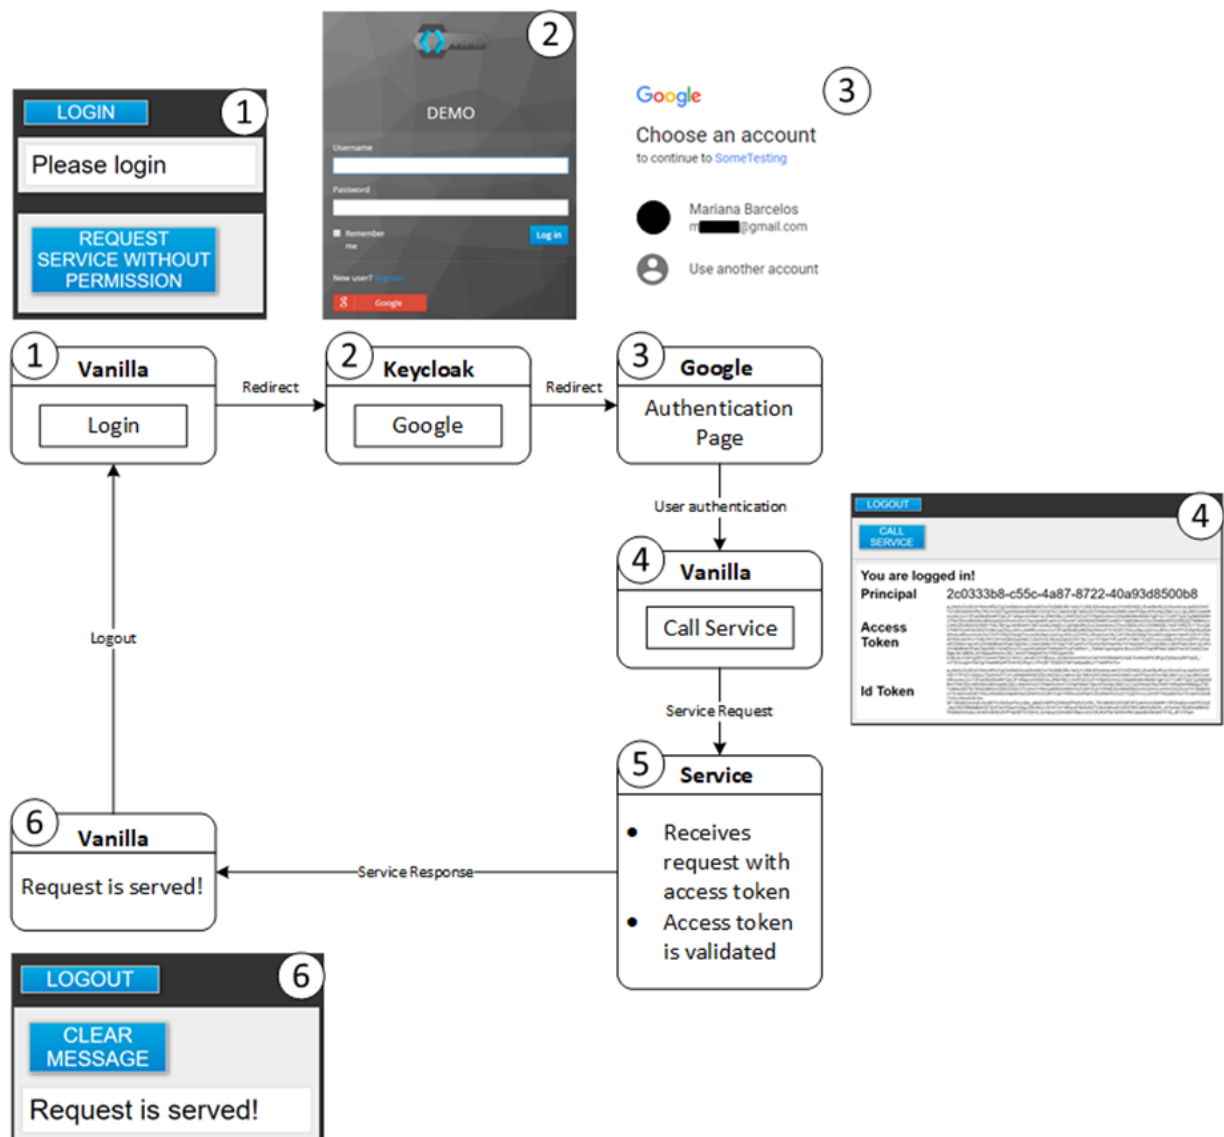 1
LOGIN
Please login
REQUEST
SERVICE WITHOUT
PERMISSION
2
DEMO
Username
Password
Remember
me
Log in
New user? Register
8 Google
3
Google
Choose an account
to continue to SomeTesting
Mariana Barcelos
m @gmail.com
Use another account
1
Vanilla
Login
Redirect
2
Keycloak
Google
Redirect
3
Google
Authentication
Page
User authentication
4
Vanilla
Call Service
4
LOGOUT
CALL
SERVICE
You are logged in!
Principal 2c0333b8-c55c-4a87-8722-40a93d8500b8
Access
Token
Id Token
Service Request
5
Service
• Receives
request with
access token
• Access token
is validated
Service Response
6
Vanilla
Request is served!
Logout
6
LOGOUT
CLEAR
MESSAGE
Request is served!